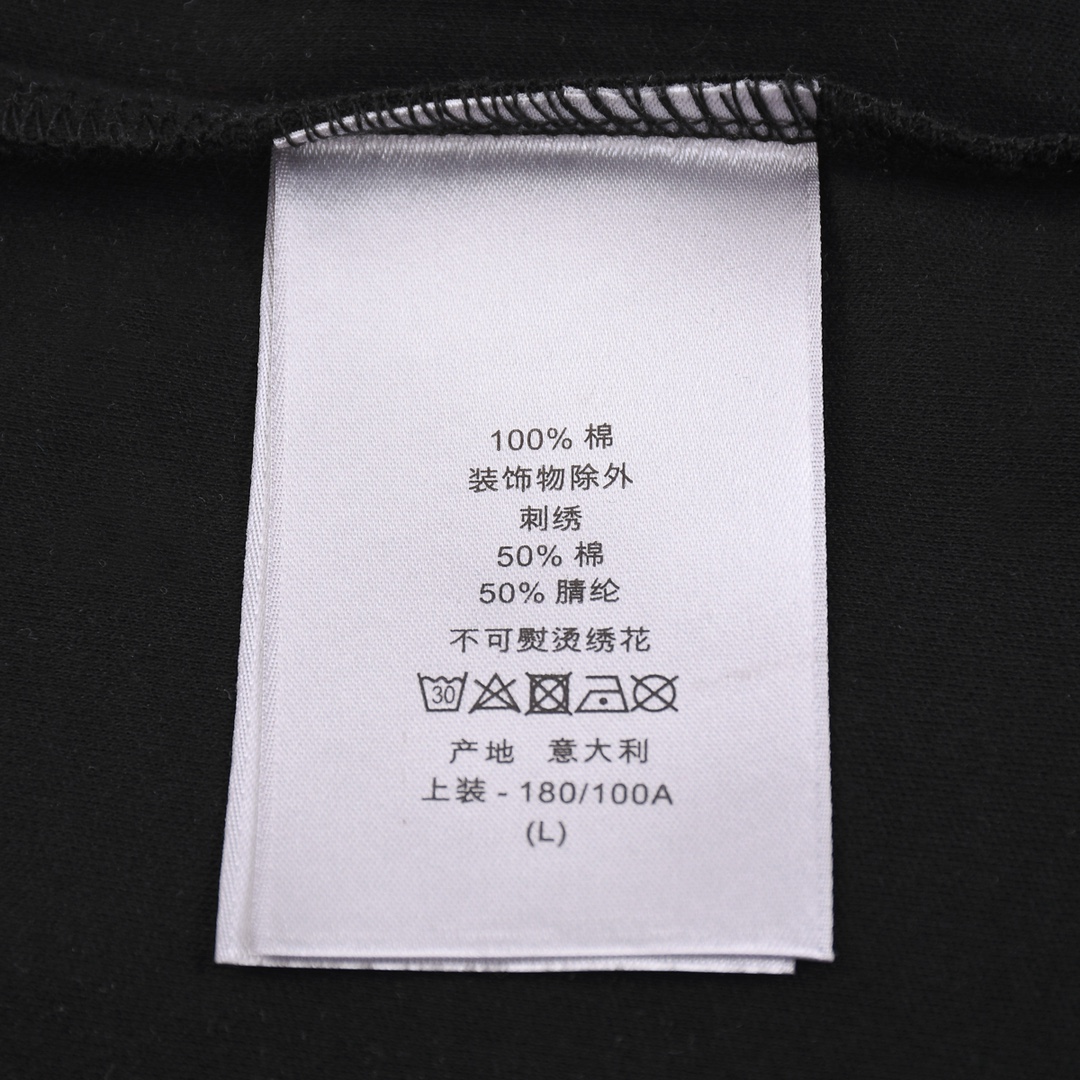 100% 棉
装饰物除外
刺绣
50% 棉
50% 腈纶
不可熨烫绣花
30
产地 意大利
上装 - 180/100A
(L)